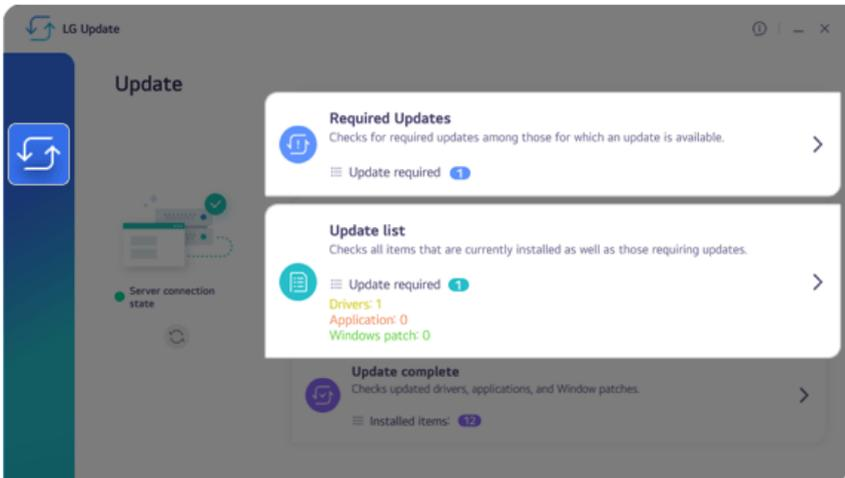 LG Update
Update
Required Updates
Checks for required updates among those for which an update is available.
Update required 1
Update list
Checks all items that are currently installed as well as those requiring updates.
Update required 1
Drivers: 1
Application: 0
Windows patch: 0
Server connection
state
Update complete
Checks updated drivers, applications, and Window patches.
Installed items: 12